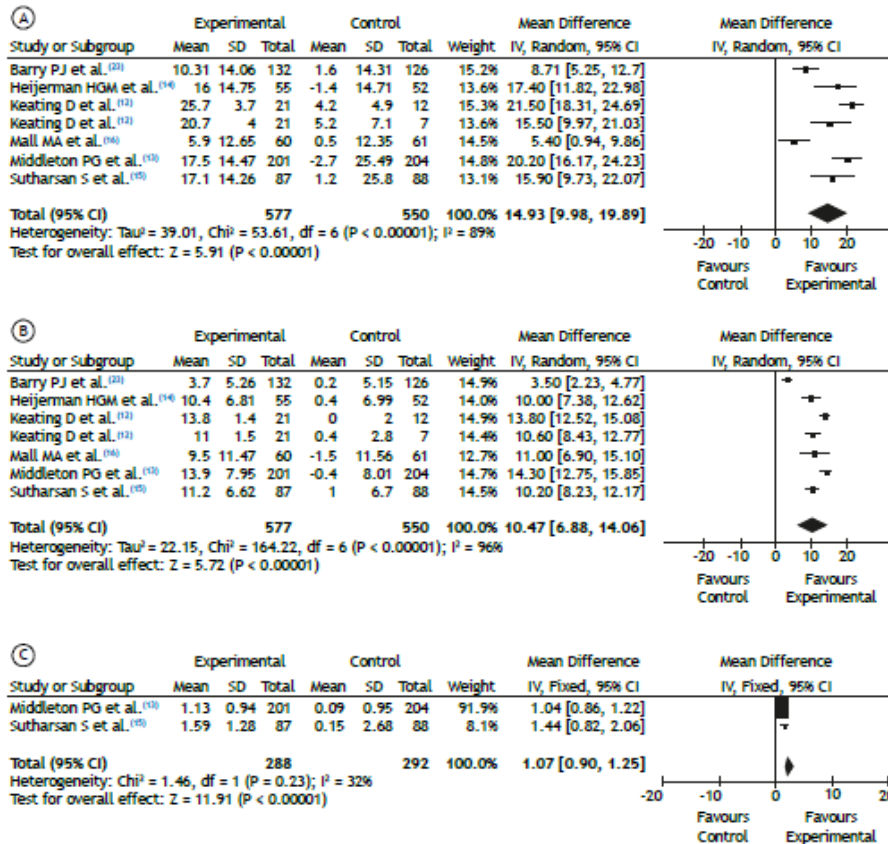 A
Experimental Control Mean Difference Mean Difference
Study or Subgroup Mean SD Total Mean SD Total Weight IV, Random, 95% CI IV, Random, 95% CI
Barry PJ et al.(23) 10.31 14.06 132 1.6 14.31 126 15.2% 8.71 [5.25, 12.7]
Heijerman HGM et al.(14) 16 14.75 55 -1.4 14.71 52 13.6% 17.40 [11.82, 22.98]
Keating D et al.(12) 25.7 3.7 21 4.2 4.9 12 15.3% 21.50 [18.31, 24.69]
Keating D et al.(12) 20.7 4 21 5.2 7.1 7 13.6% 15.50 [9.97, 21.03]
Mall MA et al.(16) 5.9 12.65 60 0.5 12.35 61 14.5% 5.40 [0.94, 9.86]
Middleton PG et al.(13) 17.5 14.47 201 -2.7 25.49 204 14.8% 20.20 [16.17, 24.23]
Sutharsan S et al.(15) 17.1 14.26 87 1.2 25.8 88 13.1% 15.90 [9.73, 22.07]
Total (95% CI) 577 550 100.0% 14.93 [9.98, 19.89]
Heterogeneity: Tau² = 39.01, Chi² = 53.61, df = 6 (P < 0.00001); I² = 89%
Test for overall effect: Z = 5.91 (P < 0.00001)
-20 -10 0 10 20
Favours Favours
Control Experimental
B
Experimental Control Mean Difference Mean Difference
Study or Subgroup Mean SD Total Mean SD Total Weight IV, Random, 95% CI IV, Random, 95% CI
Barry PJ et al.(23) 3.7 5.26 132 0.2 5.15 126 14.9% 3.50 [2.23, 4.77]
Heijerman HGM et al.(14) 10.4 6.81 55 0.4 6.99 52 14.2% 10.00 [7.38, 12.62]
Keating D et al.(12) 13.8 1.4 21 0 2 12 14.9% 13.80 [12.52, 15.08]
Keating D et al.(12) 11 1.5 21 0.4 2.8 7 14.4% 10.60 [8.43, 12.77]
Mall MA et al.(16) 9.5 11.47 60 -1.5 11.56 61 12.7% 11.00 [6.90, 15.10]
Middleton PG et al.(13) 13.9 7.95 201 -0.4 8.01 204 14.7% 14.30 [12.75, 15.85]
Sutharsan S et al.(15) 11.2 6.62 87 1 6.7 88 14.5% 10.20 [8.23, 12.17]
Total (95% CI) 577 550 100.0% 10.47 [6.88, 14.06]
Heterogeneity: Tau² = 22.15, Chi² = 164.22, df = 6 (P < 0.00001); I² = 96%
Test for overall effect: Z = 5.72 (P < 0.00001)
-20 -10 0 10 20
Favours Favours
Control Experimental
C
Experimental Control Mean Difference Mean Difference
Study or Subgroup Mean SD Total Mean SD Total Weight IV, Fixed, 95% CI IV, Fixed, 95% CI
Middleton PG et al.(13) 1.13 0.94 201 0.09 0.95 204 91.9% 1.04 [0.86, 1.22]
Sutharsan S et al.(15) 1.59 1.28 87 0.15 2.68 88 8.1% 1.44 [0.82, 2.06]
Total (95% CI) 288 292 100.0% 1.07 [0.90, 1.25]
Heterogeneity: Chi² = 1.46, df = 1 (P = 0.23); I² = 32%
Test for overall effect: Z = 11.91 (P < 0.00001)
-20 -10 0 10 20
Favours Favours
Control Experimental